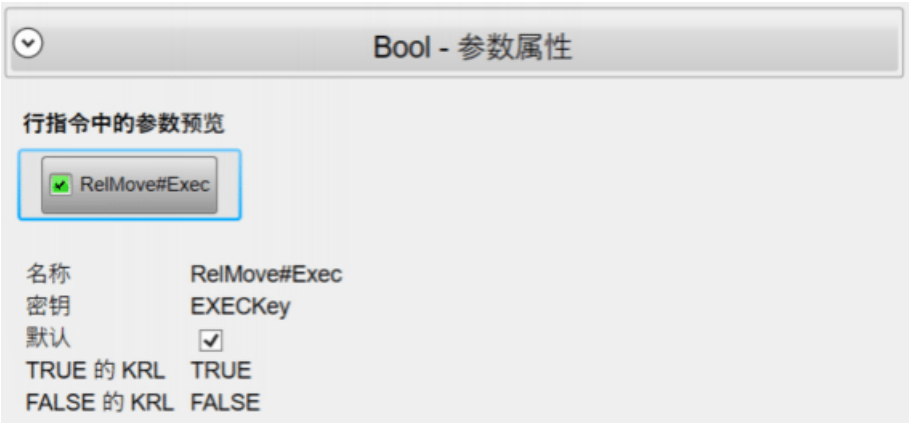 Bool - 参数属性
行指令中的参数预览
RelMove#Exec
名称 RelMove#Exec
密钥 EXECKey
默认
TRUE 的 KRL TRUE
FALSE 的 KRL FALSE